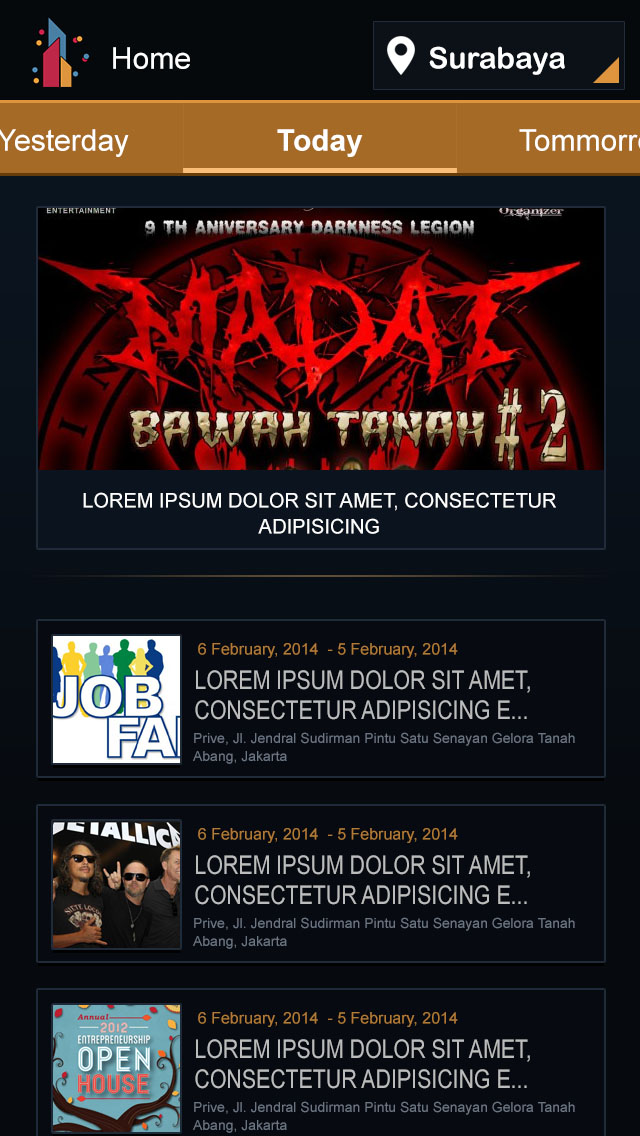 Home
Surabaya
Yesterday
Today
Tommorr
ENTERTAINMENT
Organizer
9 TH ANIVERSARY DARKNESS LEGION
MADAT
BAWAH TANAH # 2
LOREM IPSUM DOLOR SIT AMET, CONSECTETUR
ADIPISICING
JOB
FAI
6 February, 2014 - 5 February, 2014
LOREM IPSUM DOLOR SIT AMET,
CONSECTETUR ADIPISICING E...
Prive, Jl. Jendral Sudirman Pintu Satu Senayan Gelora Tanah
Abang, Jakarta
METALLICA
6 February, 2014 - 5 February, 2014
LOREM IPSUM DOLOR SIT AMET,
CONSECTETUR ADIPISICING E...
Prive, Jl. Jendral Sudirman Pintu Satu Senayan Gelora Tanah
Abang, Jakarta
Annual
2012
ENTREPRENEURSHIP
OPEN
HOUSE
6 February, 2014 - 5 February, 2014
LOREM IPSUM DOLOR SIT AMET,
CONSECTETUR ADIPISICING E...
Prive, Jl. Jendral Sudirman Pintu Satu Senayan Gelora Tanah
Abang, Jakarta